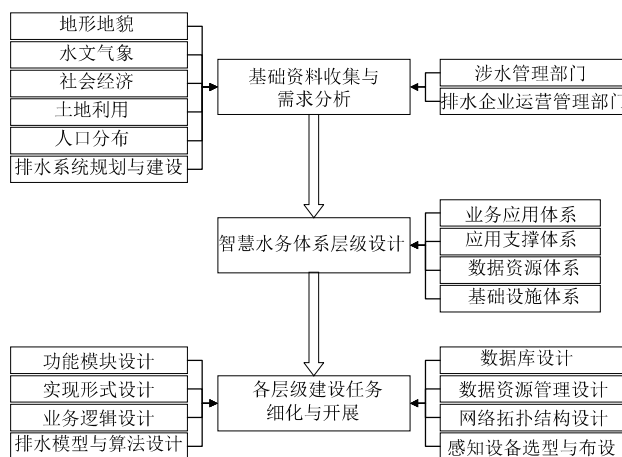 地形地貌
水文气象
社会经济
土地利用
人口分布
排水系统规划与建设
基础资料收集与
需求分析
涉水管理部门
排水企业运营管理部门
智慧水务体系层级设计
业务应用体系
应用支撑体系
数据资源体系
基础设施体系
功能模块设计
实现形式设计
业务逻辑设计
排水模型与算法设计
各层级建设任务
细化与开展
数据库设计
数据资源管理设计
网络拓扑结构设计
感知设备选型与布设